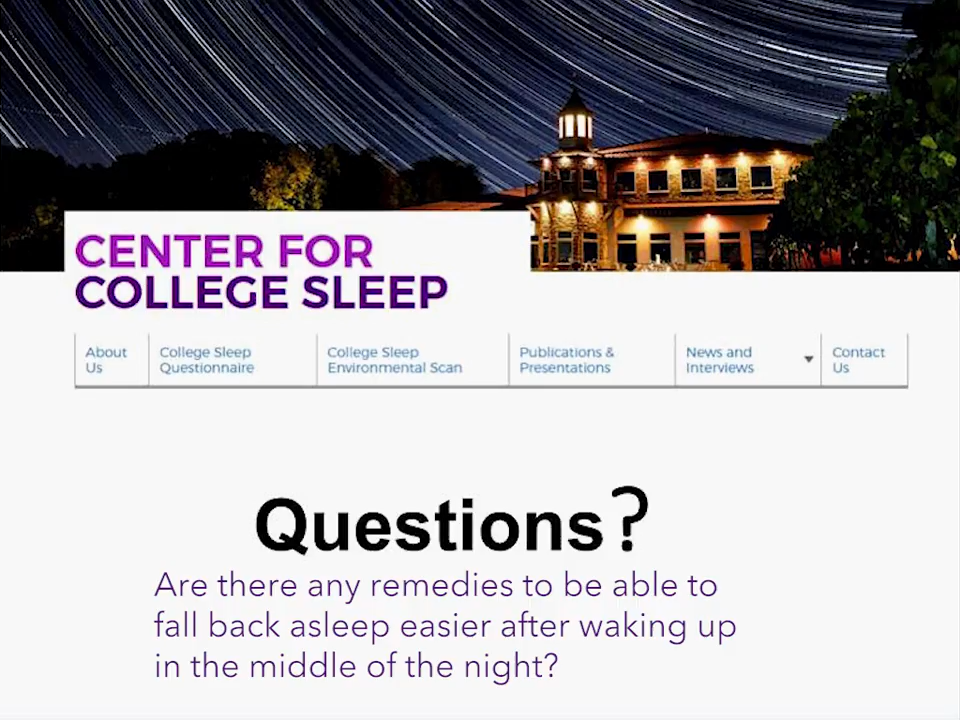 CENTER FOR
COLLEGE SLEEP
About
Us
College Sleep
Questionnaire
College Sleep
Environmental Scan
Publications &
Presentations
News and
Interviews
Contact
Us
Questions?
Are there any remedies to be able to
fall back asleep easier after waking up
in the middle of the night?